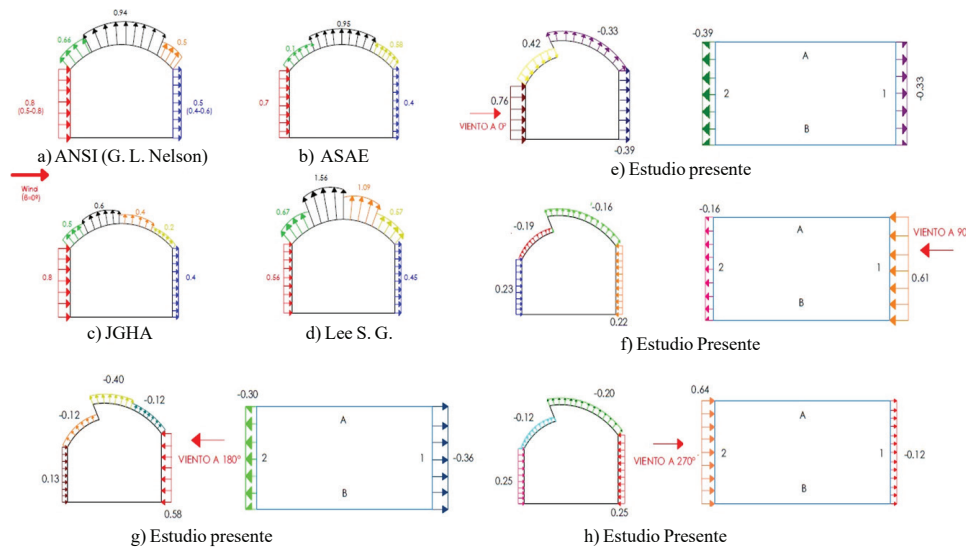 0.94
0.66
0.5
0.8
(0.5-0.8)
0.5
(0.4-0.6)
a) ANSI (G. L. Nelson)
0.95
0.1
0.58
0.7
0.4
b) ASAE
0.42
-0.33
0.76
VIENTO A 0º
-0.39
-0.39
A
2
1
B
-0.33
e) Estudio presente
Wind
0.6
0.5
0.4
0.8
0.4
c) JGHA
1.56
1.09
0.67
0.57
0.56
0.45
d) Lee S. G.
-0.16
-0.19
0.23
0.22
-0.16
A
2
1
B
VIENTO A 90
0.61
f) Estudio Presente
-0.40
-0.12
-0.12
0.13
VIENTO A 180º
0.58
-0.30
A
2
1
B
-0.36
g) Estudio presente
-0.20
-0.12
0.25
0.25
VIENTO A 270º
0.64
A
2
1
B
-0.12
h) Estudio Presente